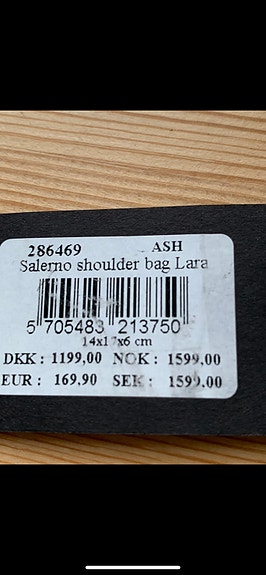 286469 ASH
Salerno shoulder bag Lara
5 705483 213750
14x17x6 cm
DKK : 1199,00 NOK : 1599,00
EUR : 169,90 SEK : 1599,00